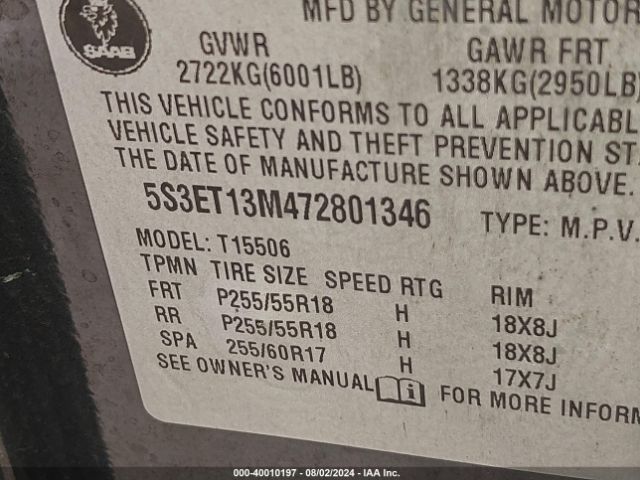 MFD BY GENERAL MOTOR
SAAB
GVWR GAWR FRT
2722KG(6001LB) 1338KG(2950LB
THIS VEHICLE CONFORMS TO ALL APPLICABL
VEHICLE SAFETY AND THEFT PREVENTION ST
THE DATE OF MANUFACTURE SHOWN ABOVE.
5S3ET13M472801346 TYPE: M.P.V.
MODEL: T15506
TPMN TIRE SIZE SPEED RTG RIM
FRT P255/55R18 H 18X8J
RR P255/55R18 H 18X8J
SPA 255/60R17 H 17X7J
SEE OWNER'S MANUAL i FOR MORE INFORM
000-40010197 - 08/02/2024 - IAA Inc.